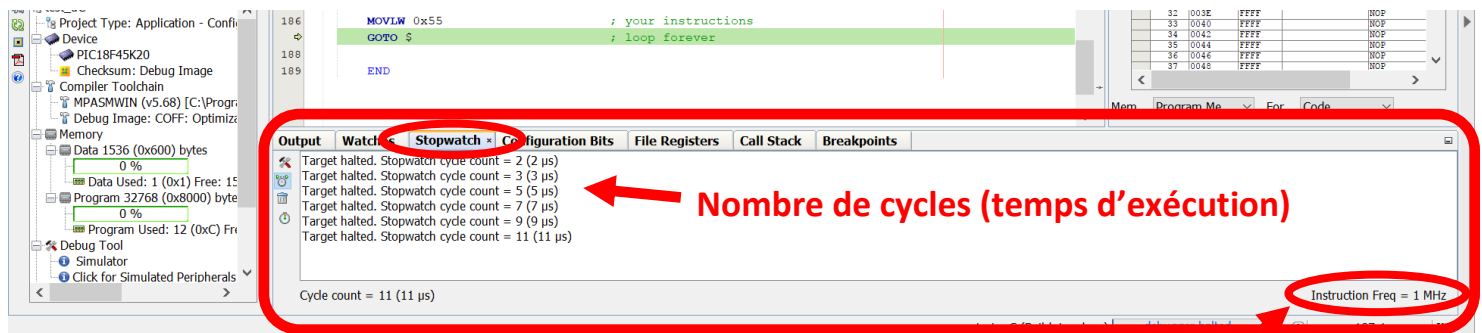 Project Type: Application - Confi
Device
PIC18F45K20
Checksum: Debug Image
Compiler Toolchain
MPASMWIN (v5.68) [C:\Progra
Debug Image: COFF: Optimiza
Memory
Data 1536 (0x600) bytes
0 %
Data Used: 1 (0x1) Free: 15
Program 32768 (0x8000) byte
0 %
Program Used: 12 (0xC) Fre
Debug Tool
Simulator
Click for Simulated Peripherals
186 MOVLW 0x55 ; your instructions
GOTO $ ; loop forever
188
189 END
32 003E FFFF NOP
33 0040 FFFF NOP
34 0042 FFFF NOP
35 0044 FFFF NOP
36 0046 FFFF NOP
37 0048 FFFF NOP
Program Me For Code
Output Watches Stopwatch × Configuration Bits File Registers Call Stack Breakpoints
Target halted. Stopwatch cycle count = 2 (2 µs)
Target halted. Stopwatch cycle count = 3 (3 µs)
Target halted. Stopwatch cycle count = 5 (5 µs)
Target halted. Stopwatch cycle count = 7 (7 µs)
Target halted. Stopwatch cycle count = 9 (9 µs)
Target halted. Stopwatch cycle count = 11 (11 µs)
Nombre de cycles (temps d'exécution)
Cycle count = 11 (11 µs)
Instruction Freq = 1 MHz